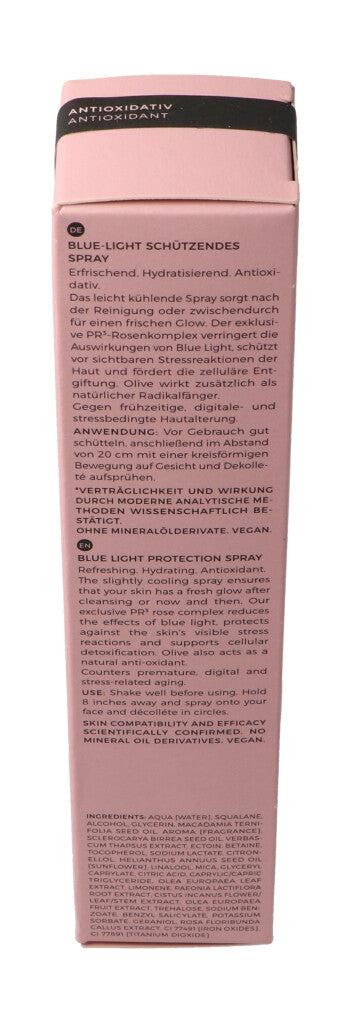 ANTIOXIDATIV
ANTIOXIDANT
DE
BLUE-LIGHT SCHÜTZENDES
SPRAY
Erfrischend. Hydratisierend. Antioxi-
dativ.
Das leicht kühlende Spray sorgt nach
der Reinigung oder zwischendurch
für einen frischen Glow. Der exklusi-
ve PR³-Rosenkomplex verringert die
Auswirkungen von Blue Light, schützt
vor sichtbaren Stressreaktionen der
Haut und fördert die zelluläre Ent-
giftung. Olive wirkt zusätzlich als
natürlicher Radikalfänger.
Gegen frühzeitige, digitale- und
stressbedingte Hautalterung.
ANWENDUNG: Vor Gebrauch gut
schütteln, anschließend im Abstand
von 20 cm mit einer kreisförmigen
Bewegung auf Gesicht und Dekolle-
té aufsprühen.
*VERTRÄGLICHKEIT UND WIRKUNG
DURCH MODERNE ANALYTISCHE ME-
THODEN WISSENSCHAFTLICH BE-
STÄTIGT.
OHNE MINERALÖLDERIVATE. VEGAN.
EN
BLUE LIGHT PROTECTION SPRAY
Refreshing. Hydrating. Antioxidant.
The slightly cooling spray ensures
that your skin has a fresh glow after
cleansing or now and then. Our
exclusive PR³ rose complex reduces
the effects of blue light, protects
against the skin's visible stress
reactions and supports cellular
detoxification. Olive also acts as a
natural anti-oxidant.
Counters premature, digital and
stress-related aging.
USE: Shake well before using. Hold
8 inches away and spray onto your
face and décolléte in circles.
SKIN COMPATIBILITY AND EFFICACY
SCIENTIFICALLY CONFIRMED. NO
MINERAL OIL DERIVATIVES. VEGAN.
INGREDIENTS: AQUA [WATER], SQUALANE,
ALCOHOL, GLYCERIN, MACADAMIA TERNI-
FOLIA SEED OIL, AROMA [FRAGRANCE],
SCLEROCARYA BIRREA SEED OIL, VERBAS-
CUM THAPSUS EXTRACT, ECTOIN, BETAINE,
TOCOPHEROL, SODIUM LACTATE, CITRON-
ELLOL, HELIANTHUS ANNUUS SEED OIL
[SUNFLOWER], LINALOOL, MICA, GLYCERYL
CAPRYLATE, CITRIC ACID, CAPRYLIC/CAPRIC
TRIGLYCERIDE, OLEA EUROPAEA LEAF
EXTRACT, LIMONENE, PAEONIA LACTIFLORA
ROOT EXTRACT, CISTUS INCANUS FLOWER/
LEAF/STEM EXTRACT, OLEA EUROPAEA
FRUIT EXTRACT, TREHALOSE, SODIUM BEN-
ZOATE, BENZYL SALICYLATE, POTASSIUM
SORBATE, GERANIOL, ROSA FLORIBUNDA
CALLUS EXTRACT, CI 77491 (IRON OXIDES),
CI 77891 [TITANIUM DIOXIDE]